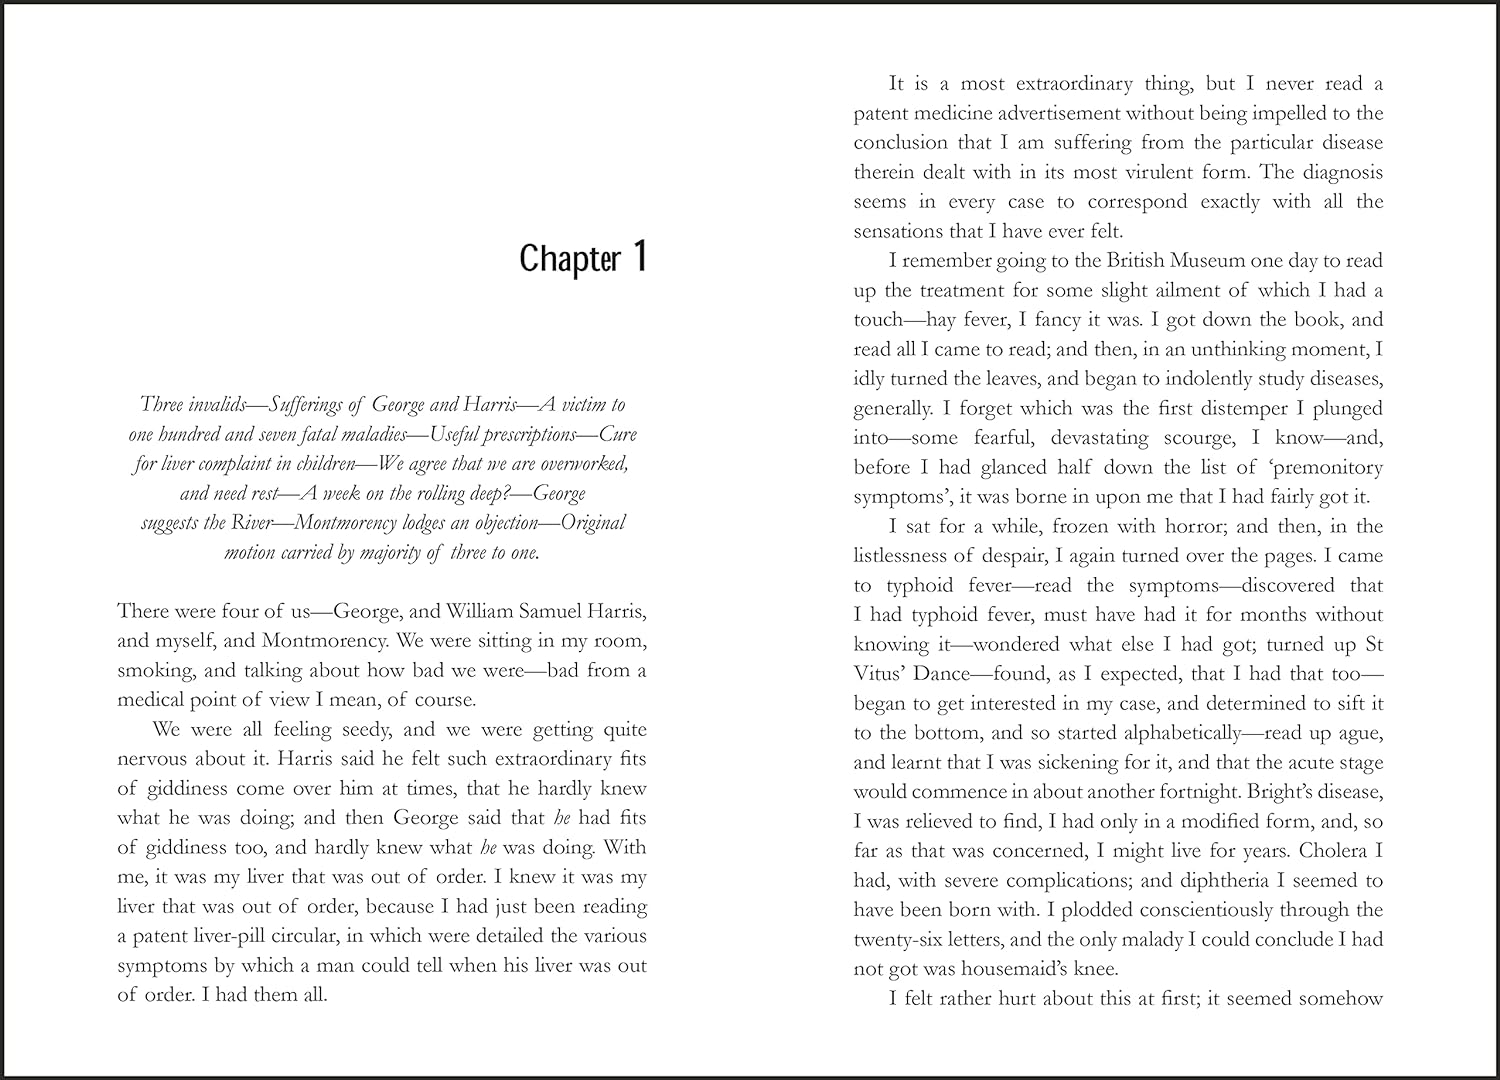 Chapter 1
Three invalids—Sufferings of George and Harris—A victim to
one hundred and seven fatal maladies—Useful prescriptions—Cure
for liver complaint in children—We agree that we are overworked,
and need rest—A week on the rolling deep?—George
suggests the River—Montmorency lodges an objection—Original
motion carried by majority of three to one.
There were four of us—George, and William Samuel Harris,
and myself, and Montmorency. We were sitting in my room,
smoking, and talking about how bad we were—bad from a
medical point of view I mean, of course.
We were all feeling seedy, and we were getting quite
nervous about it. Harris said he felt such extraordinary fits
of giddiness come over him at times, that he hardly knew
what he was doing; and then George said that he had fits
of giddiness too, and hardly knew what he was doing. With
me, it was my liver that was out of order. I knew it was my
liver that was out of order, because I had just been reading
a patent liver-pill circular, in which were detailed the various
symptoms by which a man could tell when his liver was out
of order. I had them all.
It is a most extraordinary thing, but I never read a
patent medicine advertisement without being impelled to the
conclusion that I am suffering from the particular disease
therein dealt with in its most virulent form. The diagnosis
seems in every case to correspond exactly with all the
sensations that I have ever felt.
I remember going to the British Museum one day to read
up the treatment for some slight ailment of which I had a
touch—hay fever, I fancy it was. I got down the book, and
read all I came to read; and then, in an unthinking moment, I
idly turned the leaves, and began to indolently study diseases,
generally. I forget which was the first distemper I plunged
into—some fearful, devastating scourge, I know—and,
before I had glanced half down the list of ‘premonitory
symptoms’, it was borne in upon me that I had fairly got it.
I sat for a while, frozen with horror; and then, in the
listlessness of despair, I again turned over the pages. I came
to typhoid fever—read the symptoms—discovered that
I had typhoid fever, must have had it for months without
knowing it—wondered what else I had got; turned up St
Vitus’ Dance—found, as I expected, that I had that too—
began to get interested in my case, and determined to sift it
to the bottom, and so started alphabetically—read up ague,
and learnt that I was sickening for it, and that the acute stage
would commence in about another fortnight. Bright’s disease,
I was relieved to find, I had only in a modified form, and, so
far as that was concerned, I might live for years. Cholera I
had, with severe complications; and diphtheria I seemed to
have been born with. I plodded conscientiously through the
twenty-six letters, and the only malady I could conclude I had
not got was housemaid’s knee.
I felt rather hurt about this at first; it seemed somehow